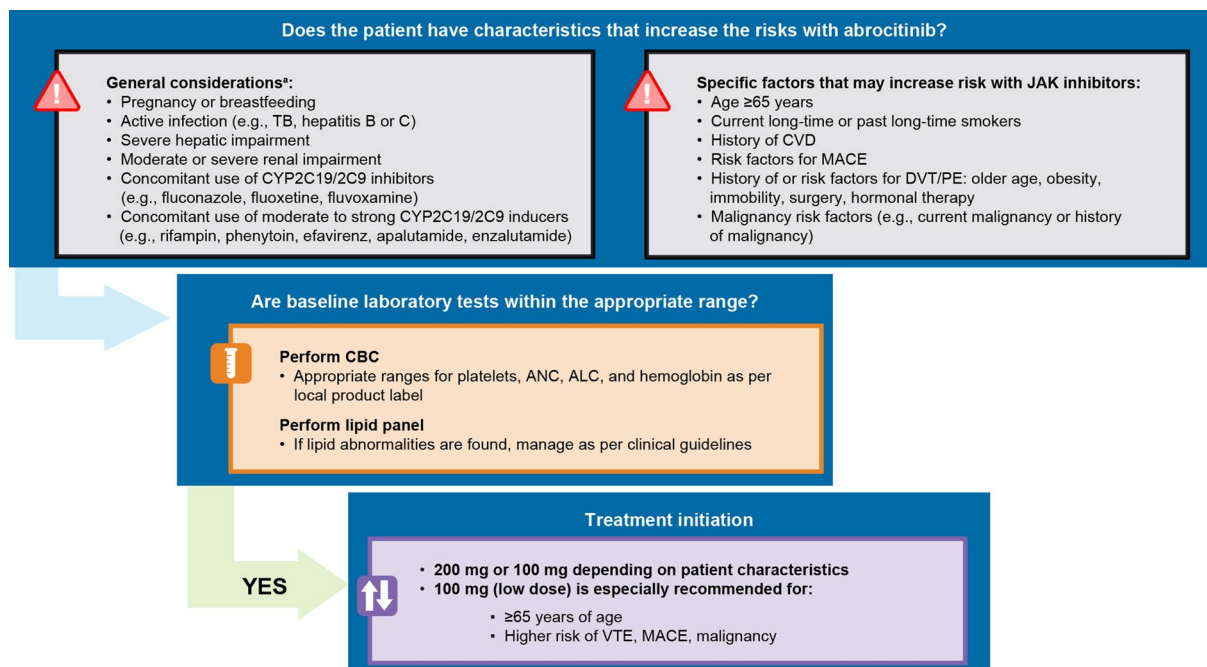 Does the patient have characteristics that increase the risks with abrocitinib?
General considerationsᵃ:
• Pregnancy or breastfeeding
• Active infection (e.g., TB, hepatitis B or C)
• Severe hepatic impairment
• Moderate or severe renal impairment
• Concomitant use of CYP2C19/2C9 inhibitors
(e.g., fluconazole, fluoxetine, fluvoxamine)
• Concomitant use of moderate to strong CYP2C19/2C9 inducers
(e.g., rifampin, phenytoin, efavirenz, apalutamide, enzalutamide)
Specific factors that may increase risk with JAK inhibitors:
• Age ≥65 years
• Current long-time or past long-time smokers
• History of CVD
• Risk factors for MACE
• History of or risk factors for DVT/PE: older age, obesity,
immobility, surgery, hormonal therapy
• Malignancy risk factors (e.g., current malignancy or history
of malignancy)
Are baseline laboratory tests within the appropriate range?
Perform CBC
• Appropriate ranges for platelets, ANC, ALC, and hemoglobin as per
local product label
Perform lipid panel
• If lipid abnormalities are found, manage as per clinical guidelines
YES
Treatment initiation
• 200 mg or 100 mg depending on patient characteristics
• 100 mg (low dose) is especially recommended for:
▪ ≥65 years of age
▪ Higher risk of VTE, MACE, malignancy